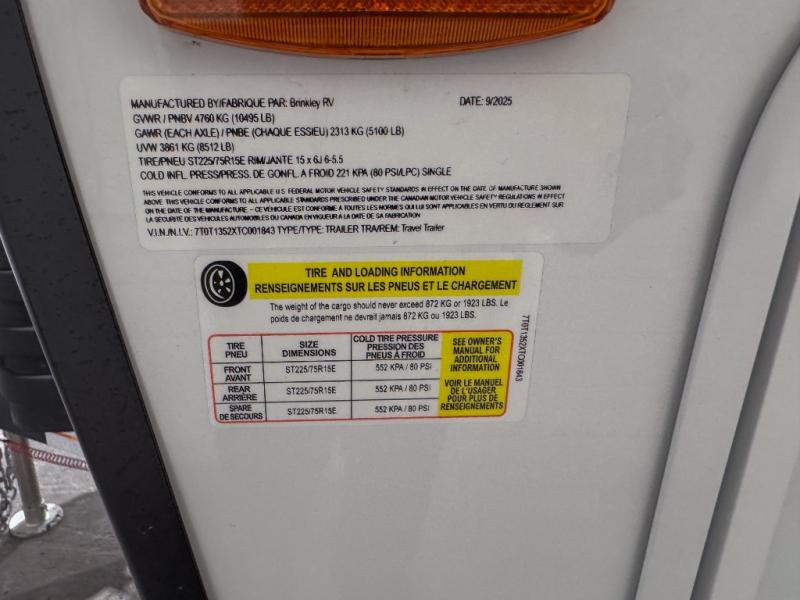 MANUFACTURED BY/FABRIQUE PAR: Brinkley RV DATE: 9/2025
GVWR / PNBV 4760 KG (10495 LB)
GAWR (EACH AXLE) / PNBE (CHAQUE ESSIEU) 2313 KG (5100 LB)
UVW 3861 KG (8512 LB)
TIRE/PNEU ST225/75R15E RIM/JANTE 15 x 6J 6-5.5
COLD INFL. PRESS/PRESS. DE GONFL. A FROID 221 KPA (80 PSI/LPC) SINGLE
THIS VEHICLE CONFORMS TO ALL APPLICABLE U.S. FEDERAL MOTOR VEHICLE SAFETY STANDARDS IN EFFECT ON THE DATE OF MANUFACTURE SHOWN
ABOVE. THIS VEHICLE CONFORMS TO ALL APPLICABLE STANDARDS PRESCRIBED UNDER THE CANADIAN MOTOR VEHICLE SAFETY REGULATIONS IN EFFECT
ON THE DATE OF MANUFACTURE – CE VEHICULE EST CONFORME A TOUTES LES NORMES QUI LUI SONT APPLICABLES EN VERTU DU REGLEMENT SUR
LA SECURITE DES VEHICULES AUTOMOBILES DU CANADA EN VIGUEUR A LA DATE DE SA FABRICATION
V.I.N./N.I.V.: 7T0T1352XTC001843 TYPE/TYPE: TRAILER TRA/REM: Travel Trailer
TIRE AND LOADING INFORMATION
RENSEIGNEMENTS SUR LES PNEUS ET LE CHARGEMENT
The weight of the cargo should never exceed 872 KG or 1923 LBS. Le
poids de chargement ne devrait jamais 872 KG ou 1923 LBS.
TIRE
PNEU
SIZE
DIMENSIONS
COLD TIRE PRESSURE
PRESSION DES
PNEUS À FROID
FRONT
AVANT
ST225/75R15E
552 KPA / 80 PSI
REAR
ARRIÈRE
ST225/75R15E
552 KPA / 80 PSI
SPARE
DE SECOURS
ST225/75R15E
552 KPA / 80 PSI
SEE OWNER'S
MANUAL FOR
ADDITIONAL
INFORMATION
VOIR LE MANUEL
DE L'USAGER
POUR PLUS DE
RENSEIGNEMENTS
7T0T1352XTC001843